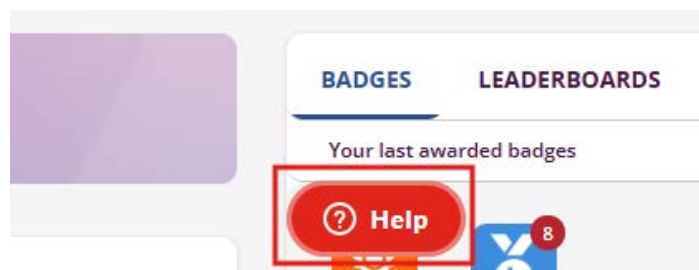 BADGES LEADERBOARDS
Your last awarded badges
? Help
8